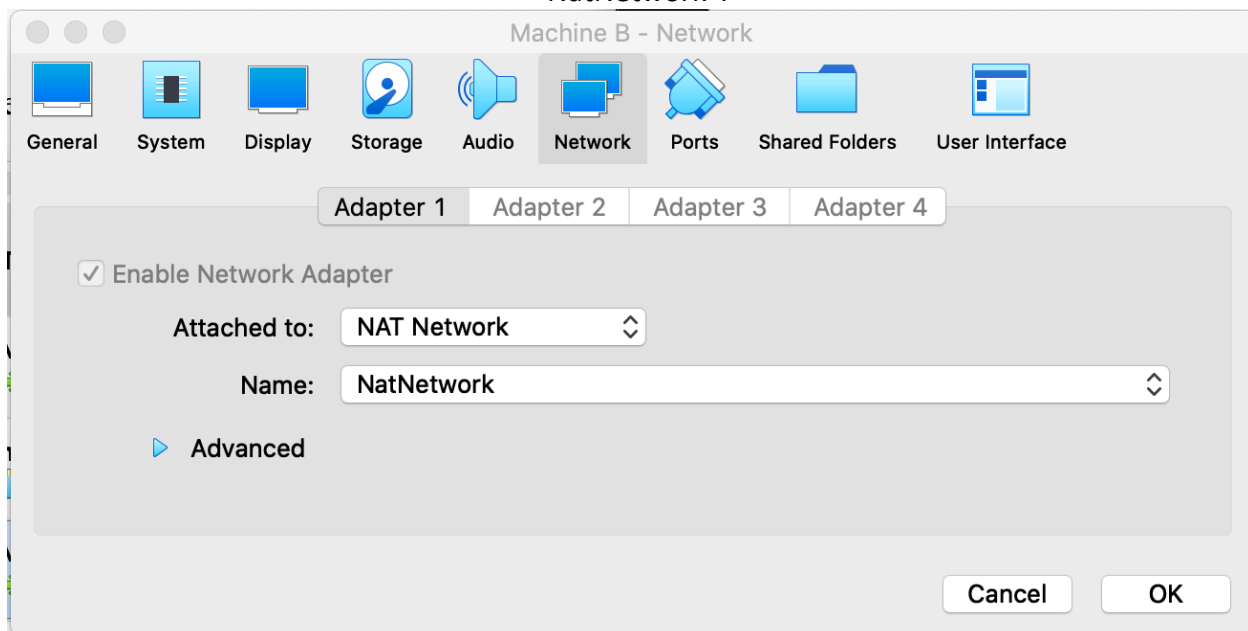 Machine B - Network
General System Display Storage Audio Network Ports Shared Folders User Interface
Adapter 1 Adapter 2 Adapter 3 Adapter 4
Enable Network Adapter
Attached to: NAT Network
Name: NatNetwork
Advanced
Cancel OK